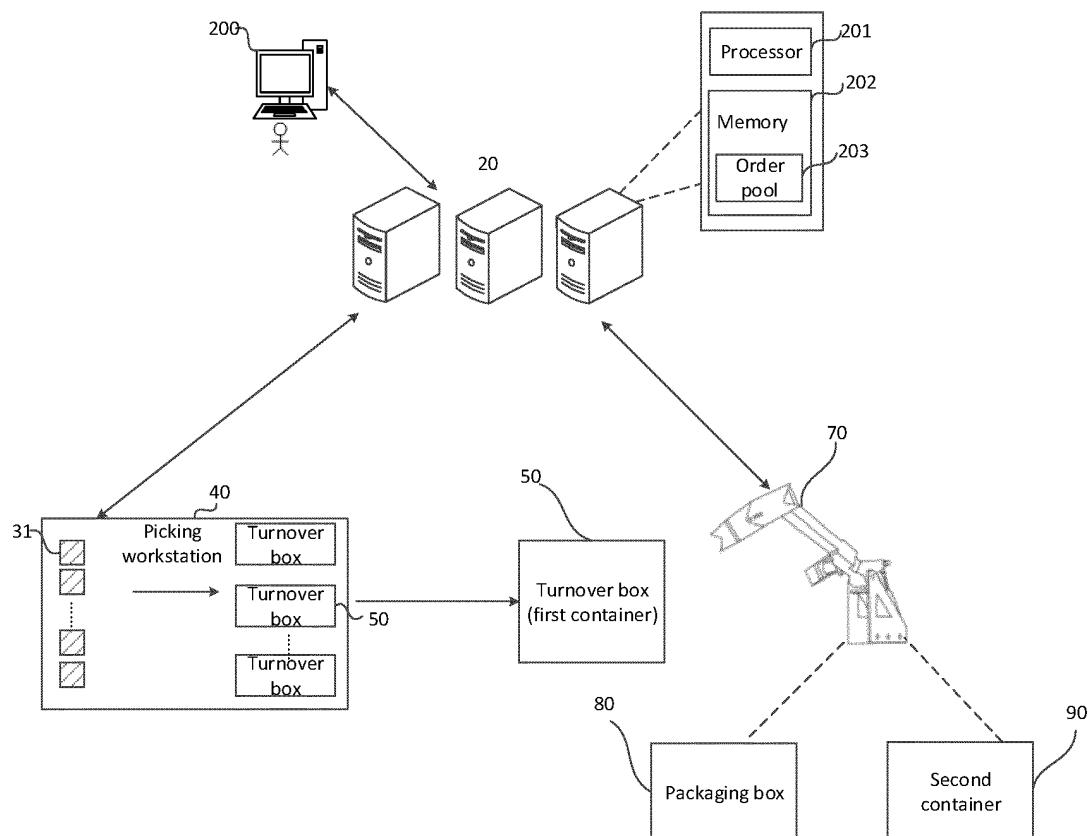 200
201
Processor
202
Memory
203
Order
pool
20
70
40
50
31
Picking
workstation
Turnover
box
Turnover
box
50
Turnover
box
Turnover box
(first container)
80
90
Packaging box
Second
container